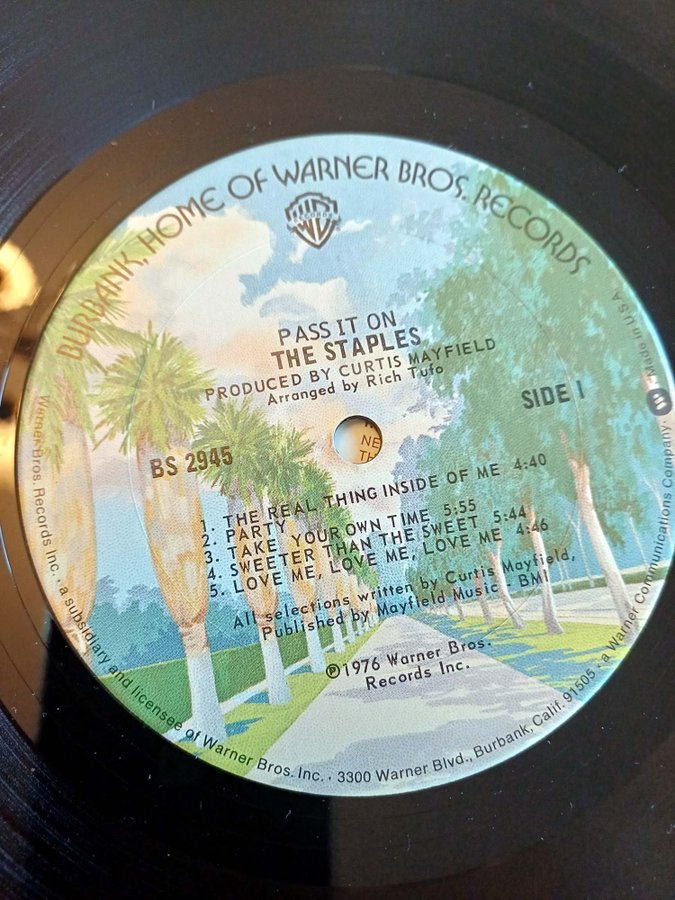 BURBANK, HOME OF WARNER BROS. RECORDS
RECORDS
PASS IT ON
THE STAPLES
PRODUCED BY CURTIS MAYFIELD
Arranged by Rich Tufo
SIDE 1
BS 2945
1. THE REAL THING INSIDE OF ME 4:40
2. PARTY
3. TAKE YOUR OWN TIME 5:55
4. SWEETER THAN THE SWEET 5:44
5. LOVE ME, LOVE ME, LOVE ME 4:46
All selections written by Curtis Mayfield,
Published by Mayfield Music - BMI
℗1976 Warner Bros.
Records Inc.
Warner Bros. Records Inc. · a subsidiary and licensee of Warner Bros. Inc. · 3300 Warner Blvd., Burbank, Calif. 91505 · a Warner Communications Company.
Made in U.S.A.